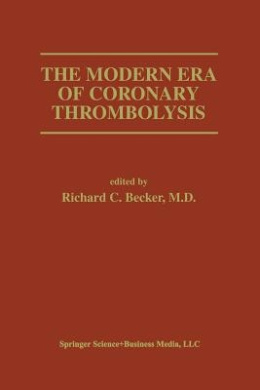 THE MODERN ERA
OF CORONARY
THROMBOLYSIS
edited by
Richard C. Becker, M.D.
Springer Science+Business Media, LLC